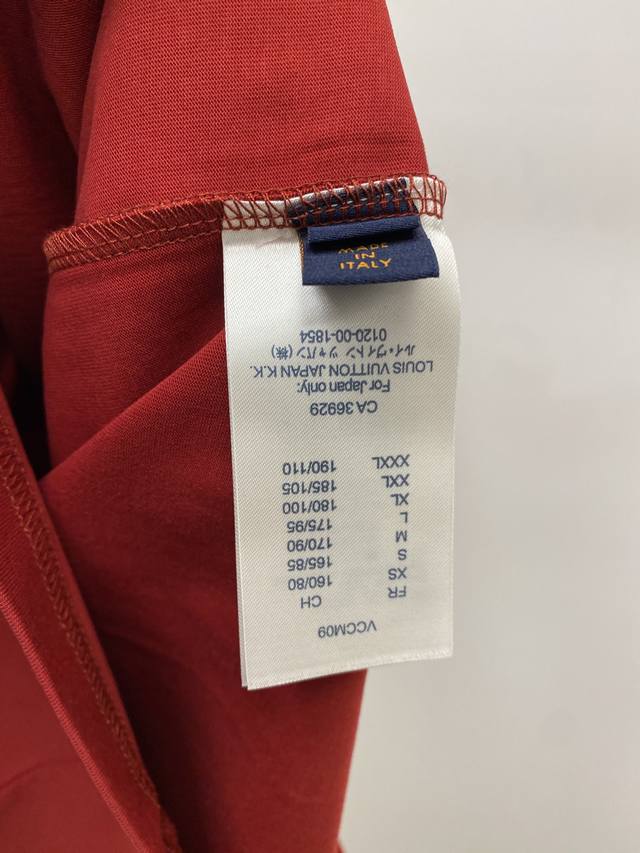 MADE
IN
ITALY
VCCM09
FR CH
XS 160/80
S 165/85
M 170/90
L 175/95
XL 180/100
XXL 185/105
XXXL 190/110
CA 36929
For Japan only:
LOUIS VUITTON JAPAN K.K.
ルイ・ヴィトン ジャパン (株)
0120-00-1854